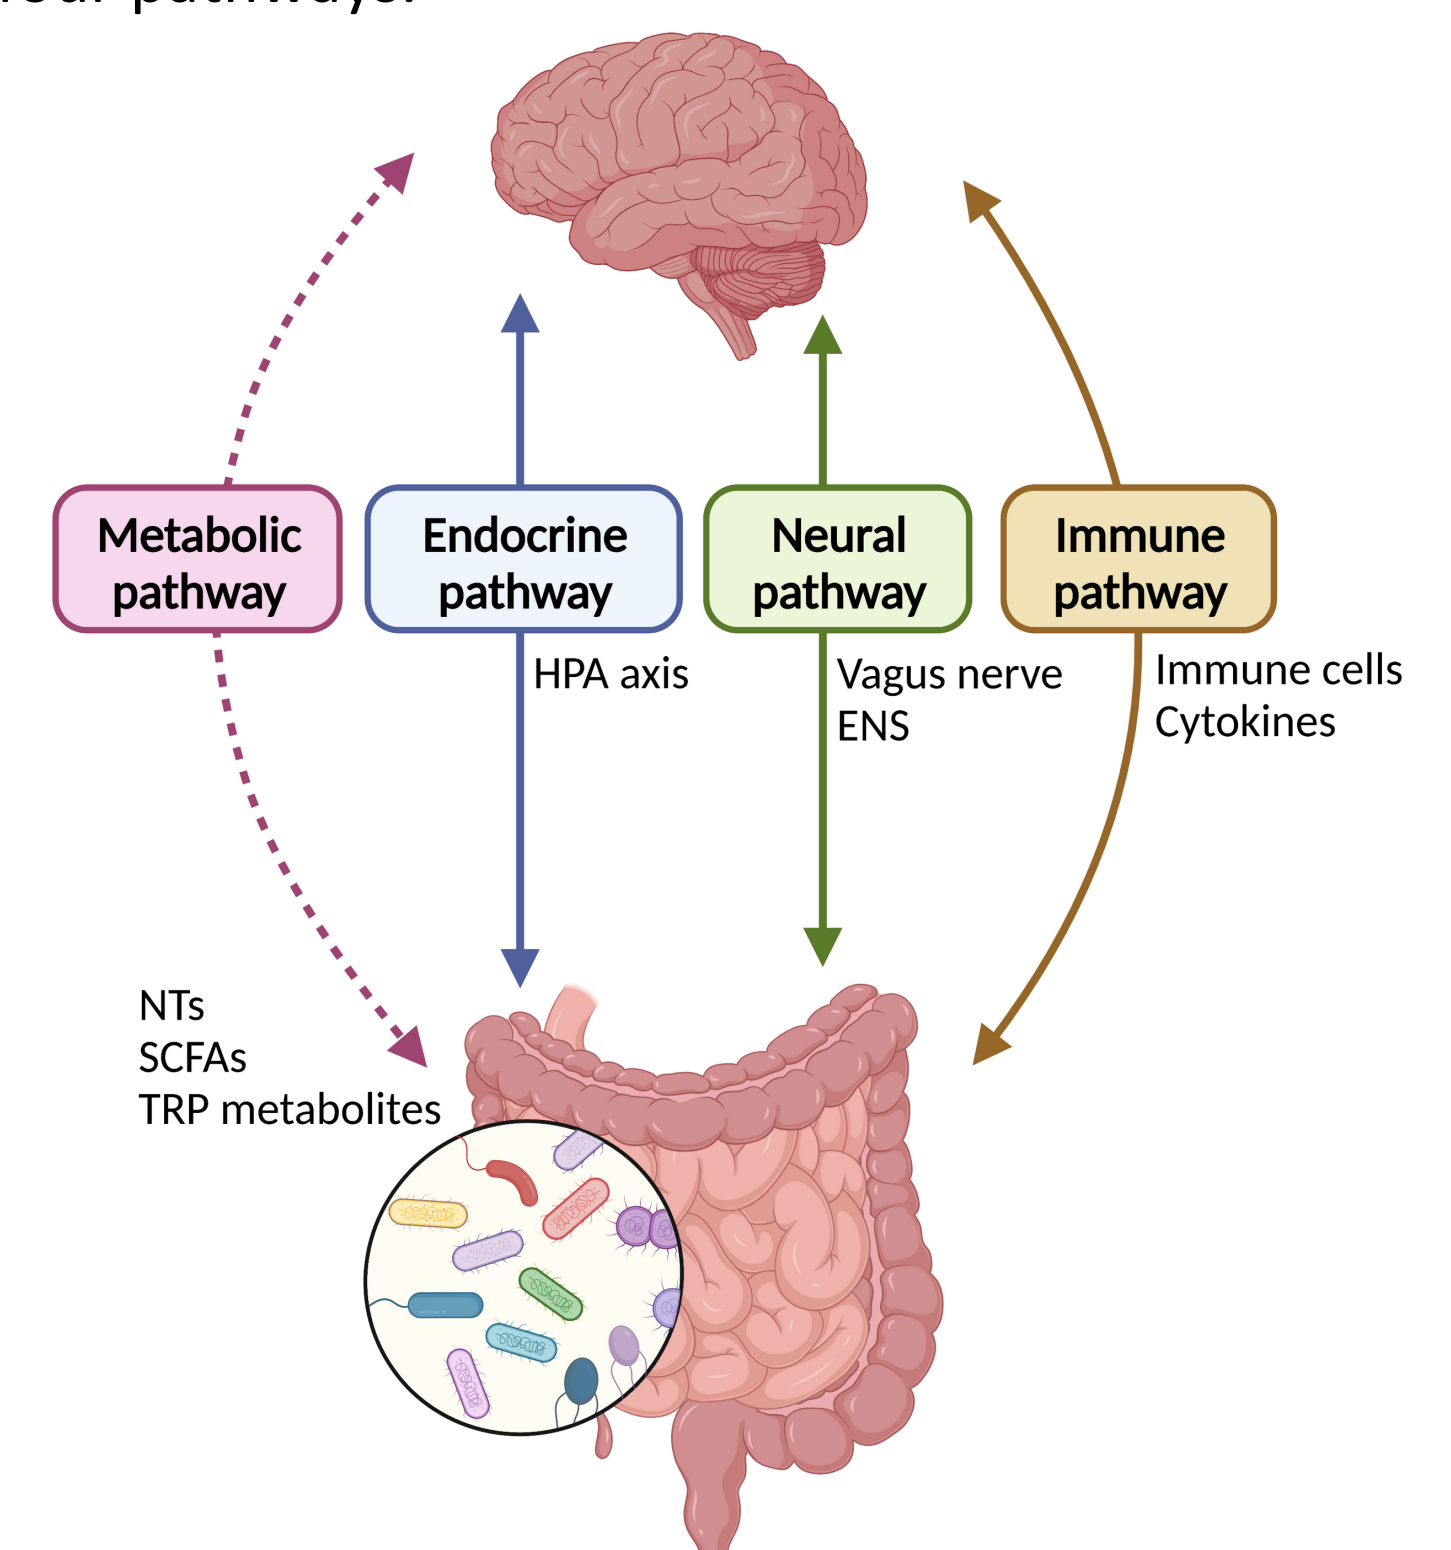 pathways.
Metabolic
pathway
Endocrine
pathway
Neural
pathway
Immune
pathway
HPA axis
Vagus nerve
ENS
Immune cells
Cytokines
NTs
SCFAs
TRP metabolites